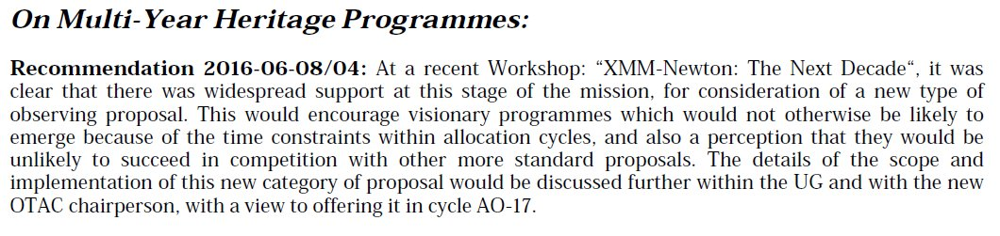 On Multi-Year Heritage Programmes:
Recommendation 2016-06-08/04: At a recent Workshop: “XMM-Newton: The Next Decade“, it was
clear that there was widespread support at this stage of the mission, for consideration of a new type of
observing proposal. This would encourage visionary programmes which would not otherwise be likely to
emerge because of the time constraints within allocation cycles, and also a perception that they would be
unlikely to succeed in competition with other more standard proposals. The details of the scope and
implementation of this new category of proposal would be discussed further within the UG and with the new
OTAC chairperson, with a view to offering it in cycle AO-17.